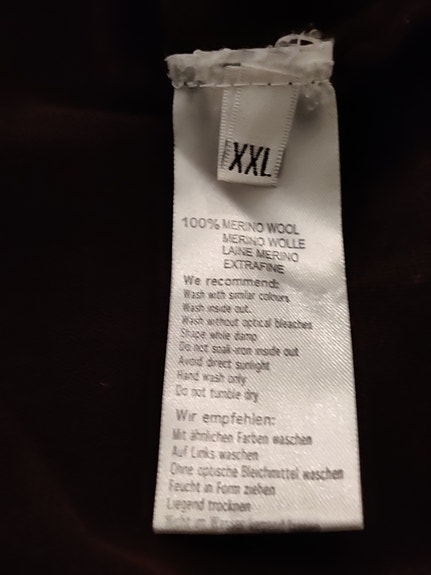 XXL
100% MERINO WOOL
MERINO WOLLE
LAINE MERINO
EXTRAFINE
We recommend:
Wash with similar colours
Wash inside out.
Wash without optical bleaches
Shape while damp
Do not soak-iron inside out
Avoid direct sunlight
Hand wash only
Do not tumble dry
Wir empfehlen:
Mit ähnlichen Farben waschen
Auf Links waschen
Ohne optische Bleichmittel waschen
Feucht in Form ziehen
Liegend trocknen